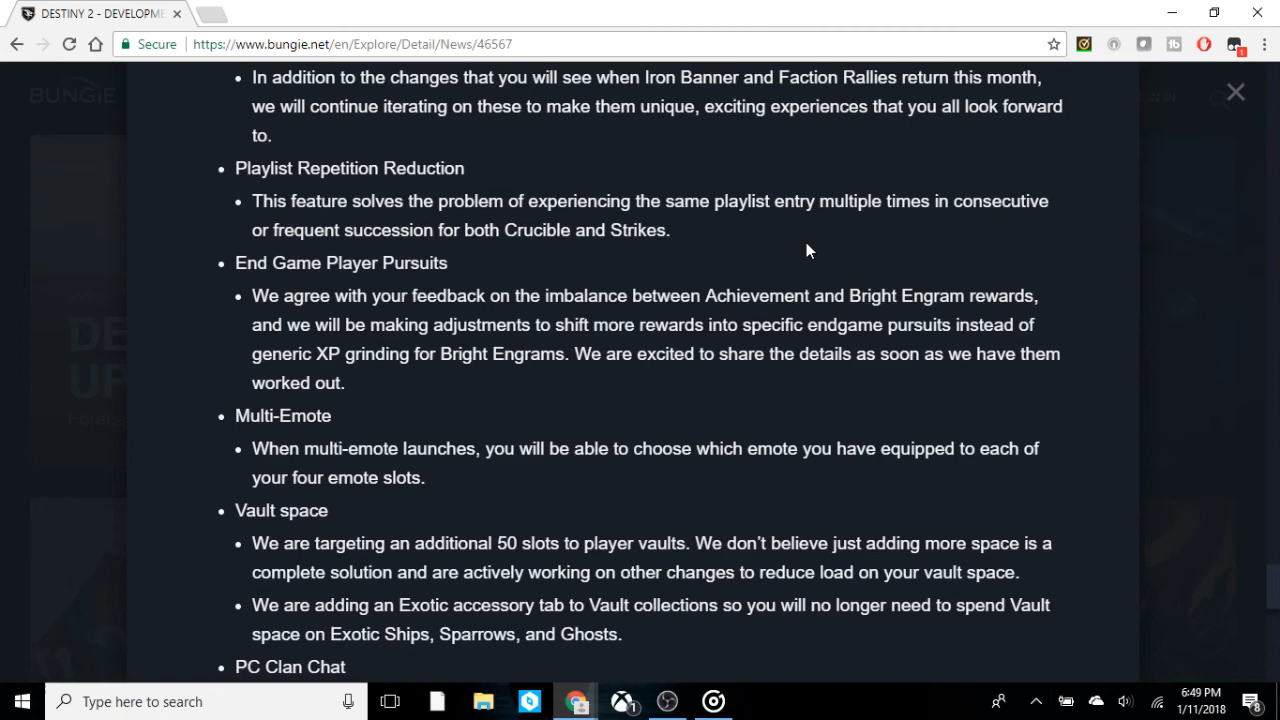 DESTINY 2 - DEVELOPME
Secure
https://www.bungie.net/en/Explore/Detail/News/46567
BUNGIE
• In addition to the changes that you will see when Iron Banner and Faction Rallies return this month,
we will continue iterating on these to make them unique, exciting experiences that you all look forward
to.
• Playlist Repetition Reduction
• This feature solves the problem of experiencing the same playlist entry multiple times in consecutive
or frequent succession for both Crucible and Strikes.
• End Game Player Pursuits
• We agree with your feedback on the imbalance between Achievement and Bright Engram rewards,
and we will be making adjustments to shift more rewards into specific endgame pursuits instead of
generic XP grinding for Bright Engrams. We are excited to share the details as soon as we have them
worked out.
• Multi-Emote
• When multi-emote launches, you will be able to choose which emote you have equipped to each of
your four emote slots.
• Vault space
• We are targeting an additional 50 slots to player vaults. We don’t believe just adding more space is a
complete solution and are actively working on other changes to reduce load on your vault space.
• We are adding an Exotic accessory tab to Vault collections so you will no longer need to spend Vault
space on Exotic Ships, Sparrows, and Ghosts.
• PC Clan Chat
Type here to search
1
6:49 PM
1/11/2018
8